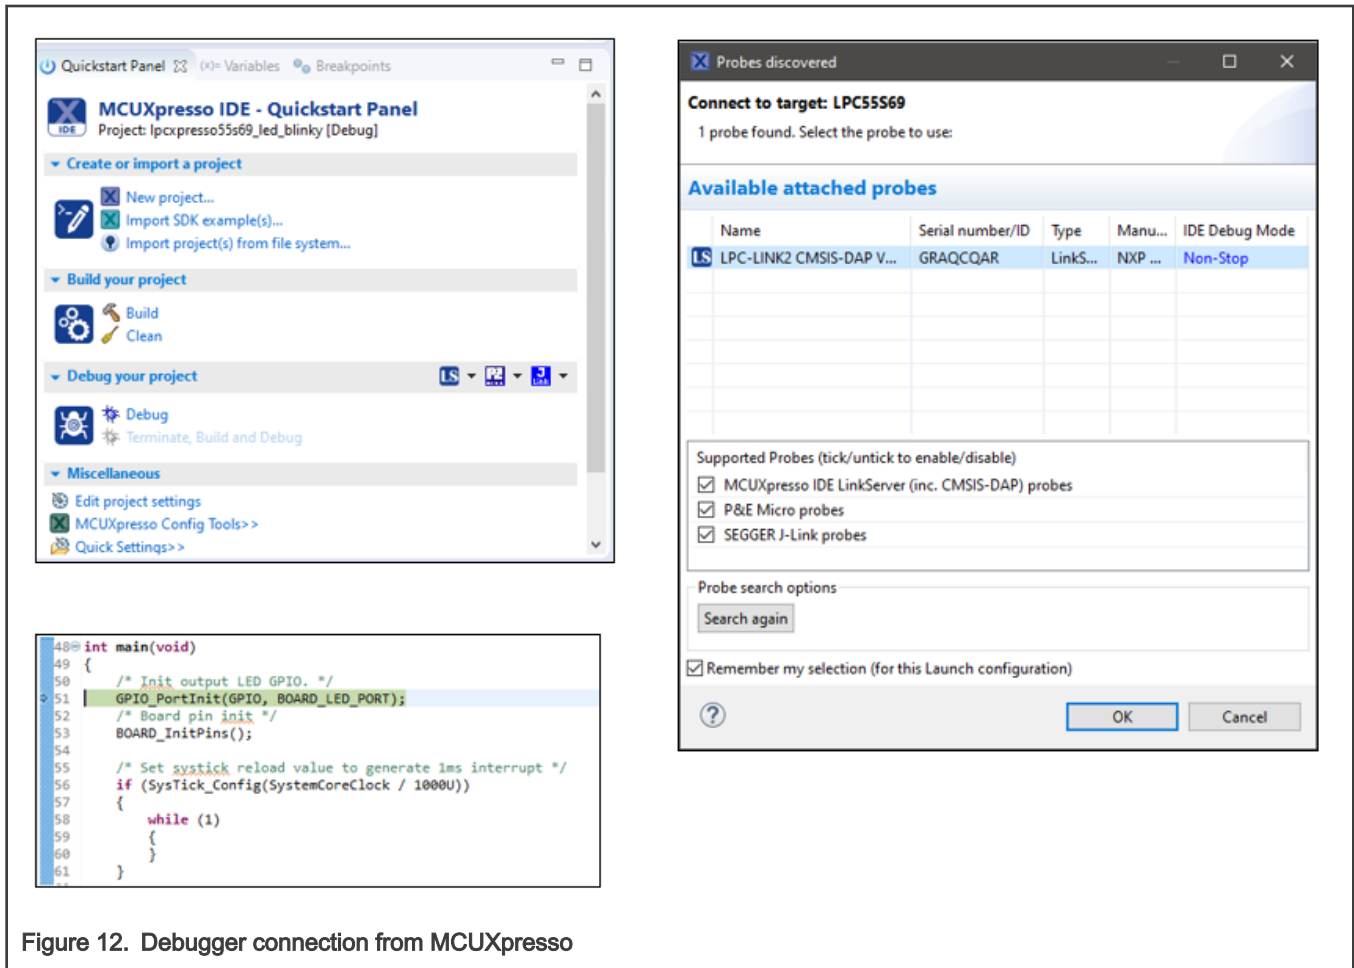 Quickstart Panel (x)= Variables Breakpoints
IDE
MCUXpresso IDE - Quickstart Panel
Project: lpcxpresso55s69_led_blinky [Debug]
Create or import a project
New project...
Import SDK example(s)...
Import project(s) from file system...
Build your project
Build
Clean
Debug your project LS P2 J Link
Debug
Terminate, Build and Debug
Miscellaneous
Edit project settings
MCUXpresso Config Tools>>
Quick Settings>>
Probes discovered
Connect to target: LPC55S69
1 probe found. Select the probe to use:
Available attached probes
Name Serial number/ID Type Manu... IDE Debug Mode
LS LPC-LINK2 CMSIS-DAP V... GRAQCQAR LinkS... NXP ... Non-Stop
Supported Probes (tick/untick to enable/disable)
MCUXpresso IDE LinkServer (inc. CMSIS-DAP) probes
P&E Micro probes
SEGGER J-Link probes
Probe search options
Search again
Remember my selection (for this Launch configuration)
? OK Cancel
48 int main(void)
49 {
50 /* Init output LED GPIO. */
51 GPIO_PortInit(GPIO, BOARD_LED_PORT);
52 /* Board pin init */
53 BOARD_InitPins();
54
55 /* Set systick reload value to generate 1ms interrupt */
56 if (SysTick_Config(SystemCoreClock / 1000U))
57 {
58 while (1)
59 {
60 }
61 }
Figure 12. Debugger connection from MCUXpresso